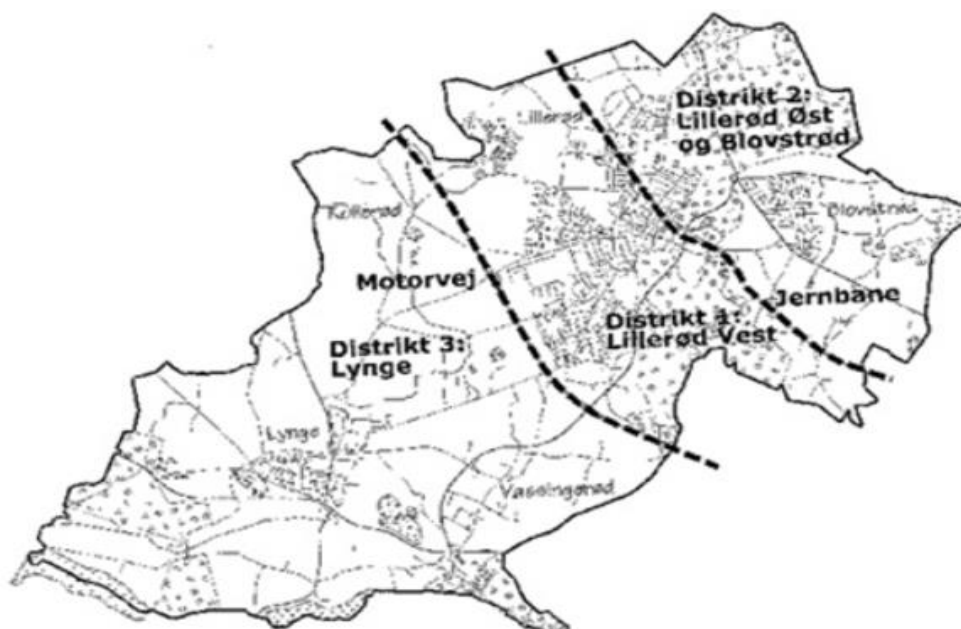 Distrikt 2:
Lillerød Øst
og Blovstrød
Lillerød
Kollerød
Blovstrød
Motorvej
Jernbane
Distrikt 1:
Lillerød Vest
Distrikt 3:
Lynge
Lynge
Vassingerød